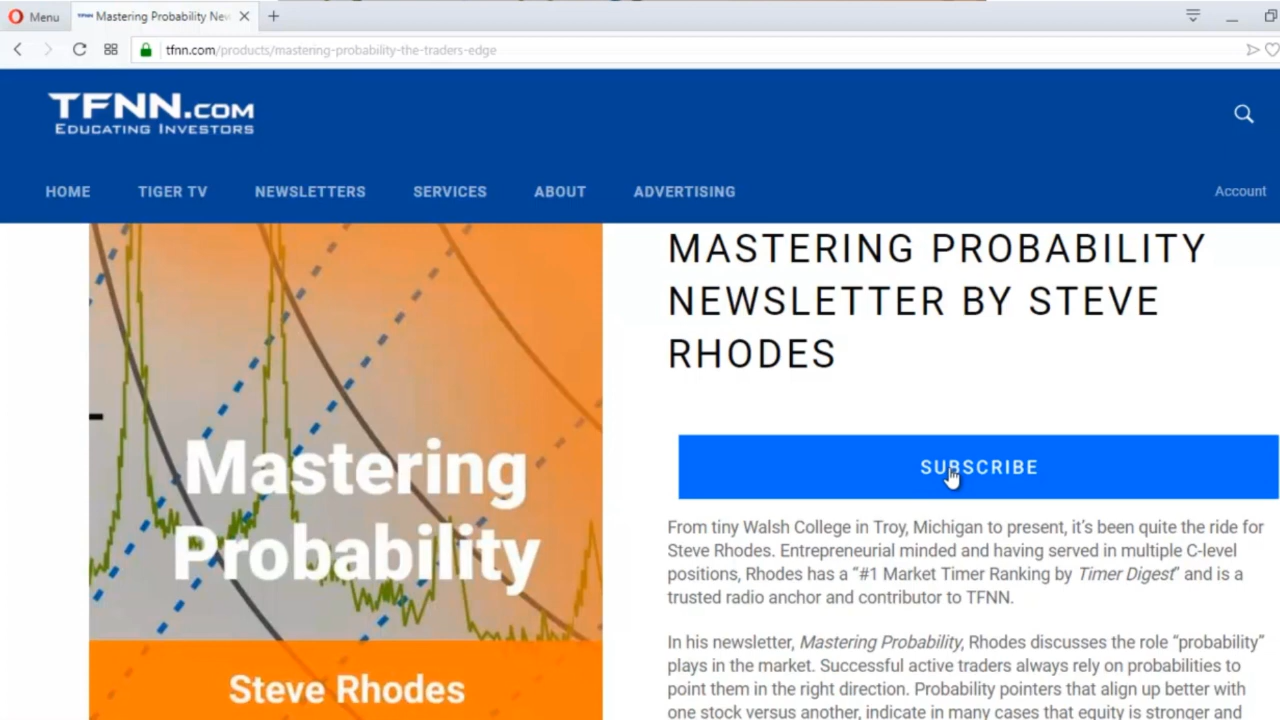 Menu
Mastering Probability New
tfnn.com/products/mastering-probability-the-traders-edge
TFNN.COM
EDUCATING INVESTORS
HOME TIGER TV NEWSLETTERS SERVICES ABOUT ADVERTISING Account
MASTERING PROBABILITY
NEWSLETTER BY STEVE
RHODES
Mastering
Probability
Steve Rhodes
SUBSCRIBE
From tiny Walsh College in Troy, Michigan to present, it’s been quite the ride for
Steve Rhodes. Entrepreneurial minded and having served in multiple C-level
positions, Rhodes has a “#1 Market Timer Ranking by Timer Digest” and is a
trusted radio anchor and contributor to TFNN.
In his newsletter, Mastering Probability, Rhodes discusses the role “probability”
plays in the market. Successful active traders always rely on probabilities to
point them in the right direction. Probability pointers that align up better with
one stock versus another, indicate in many cases that equity is stronger and